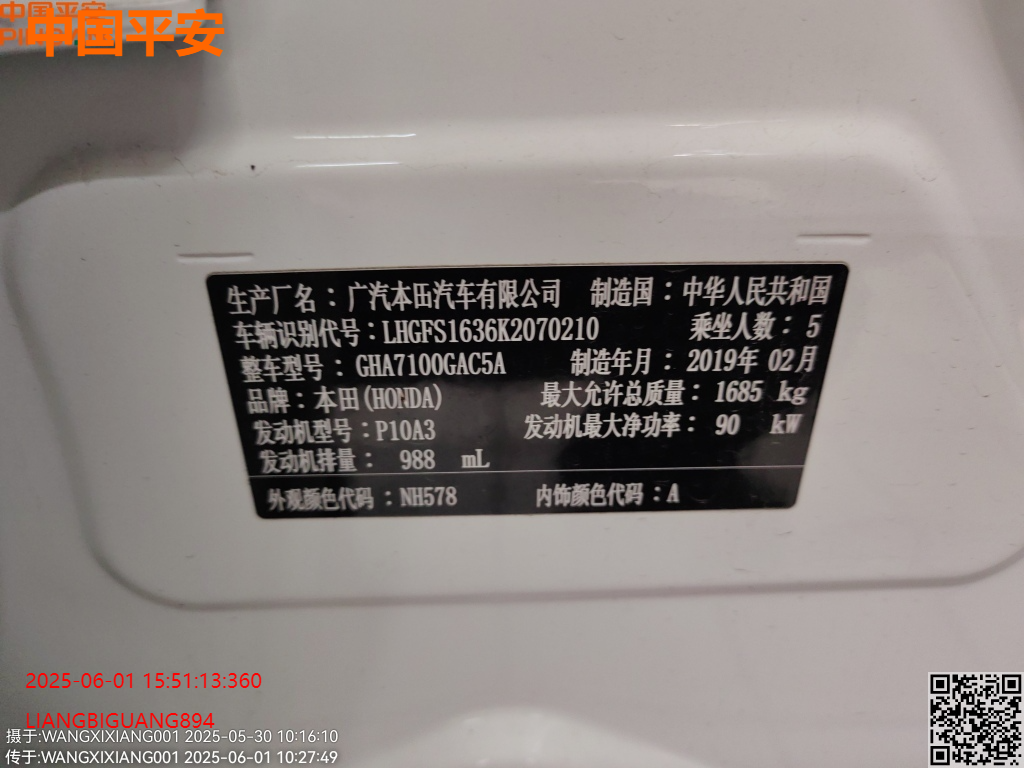 中国平安
中国平安
生产厂名：广汽本田汽车有限公司 制造国：中华人民共和国
车辆识别代号：LHGFS1636K2070210 乘坐人数：5
整车型号：GHA7100GAC5A 制造年月：2019年 02月
品牌：本田(HONDA) 最大允许总质量：1685 kg
发动机型号：P10A3 发动机最大净功率：90 kW
发动机排量：988 mL
外观颜色代码：NH578 内饰颜色代码：A
2025-06-01 15:51:13:360
LIANGBIGUANG894
摄于:WANGXIXIANG001 2025-05-30 10:16:10
传于:WANGXIXIANG001 2025-06-01 10:27:49